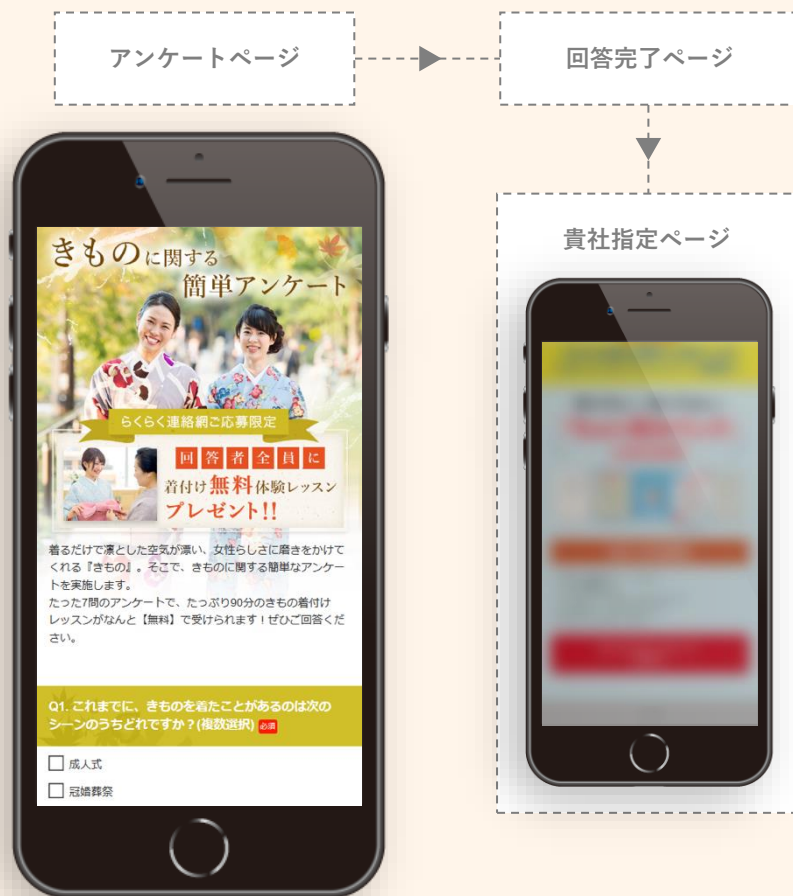 アンケートページ
回答完了ページ
貴社指定ページ
きものに関する
簡単アンケート
らくらく連絡網ご応募限定
回答者全員に
着付け無料体験レッスン
プレゼント!!
着るだけで凛とした空気が漂い、女性らしさに磨きをかけて
くれる『きもの』。そこで、きものに関する簡単なアンケー
トを実施します。
たった7問のアンケートで、たっぷり90分のきもの着付け
レッスンがなんと【無料】で受けられます!ぜひご回答くだ
さい。
Q1. これまでに、きものを着たことがあるのは次の
シーンのうちどれですか?(複数選択) 必須
成人式
冠婚葬祭